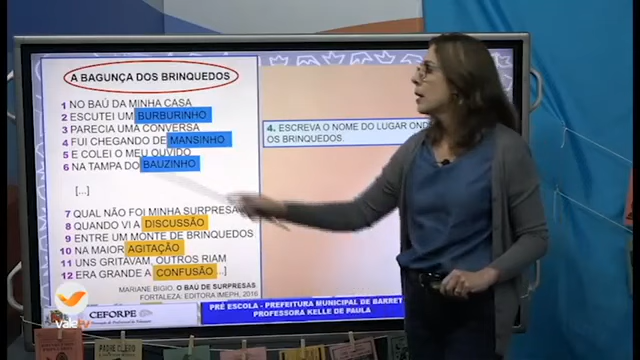 A BAGUNÇA DOS BRINQUEDOS
1 NO BAÚ DA MINHA CASA
2 ESCUTEI UM BURBURINHO
3 PARECIA UMA CONVERSA
4 FUI CHEGANDO DE MANSINHO
5 E COLEI O MEU OUVIDO
6 NA TAMPA DO BAUZINHO
[...]
7 QUAL NÃO FOI MINHA SURPRESA
8 QUANDO VI A DISCUSSÃO
9 ENTRE UM MONTE DE BRINQUEDOS
10 NA MAIOR AGITAÇÃO
11 UNS GRITAVAM, OUTROS RIAM
12 ERA GRANDE A CONFUSÃO ...]
MARIANE BIGIO. O BAÚ DE SURPRESAS
FORTALEZA: EDITORA IMEPH, 2016
4. ESCREVA O NOME DO LUGAR OND
OS BRINQUEDOS.
CEFORPE
PRÉ ESCOLA - PREFEITURA MUNICIPAL DE BARRET
PROFESSORA KELLE DE PAULA
vale tv